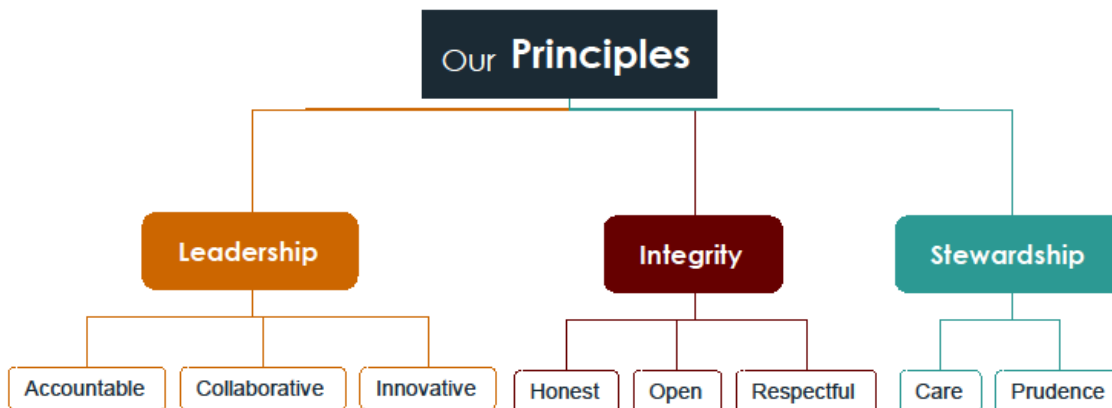 Our Principles
Leadership
Integrity
Stewardship
Accountable
Collaborative
Innovative
Honest
Open
Respectful
Care
Prudence